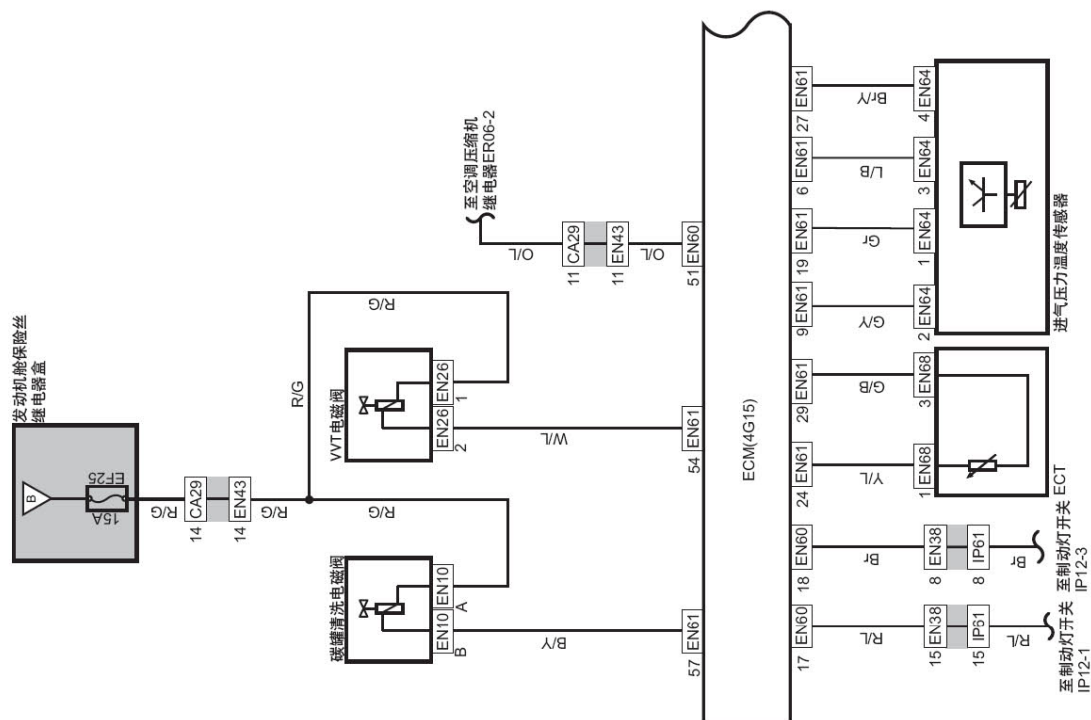 发动机舱保险丝
继电器盒
B
EF25
15A
R/G
14 CA29
14 EN43
R/G
R/G
R/G
R/G
碳罐清洗电磁阀
EN10 A
EN10 B
B/Y
57 EN61
VVT电磁阀
EN26 1
EN26 2
W/L
54 EN61
至空调压缩机
继电器ER06-2
O/L
11 CA29
11 EN43
O/L
51 EN60
ECM(4G15)
17 EN60
R/L
15 EN38
15 IP61
R/L
至制动灯开关
IP12-1
18 EN60
Br
8 EN38
8 IP61
Br
至制动灯开关
IP12-3
24 EN61
Y/L
1 EN68
29 EN61
G/B
3 EN68
ECT
9 EN61
G/Y
2 EN64
19 EN61
Gr
1 EN64
6 EN61
L/B
3 EN64
27 EN61
Br/Y
4 EN64
进气压力温度传感器